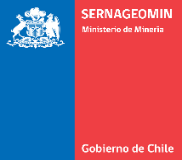 SERNAGEOMIN
Ministerio de Minería
Gobierno de Chile